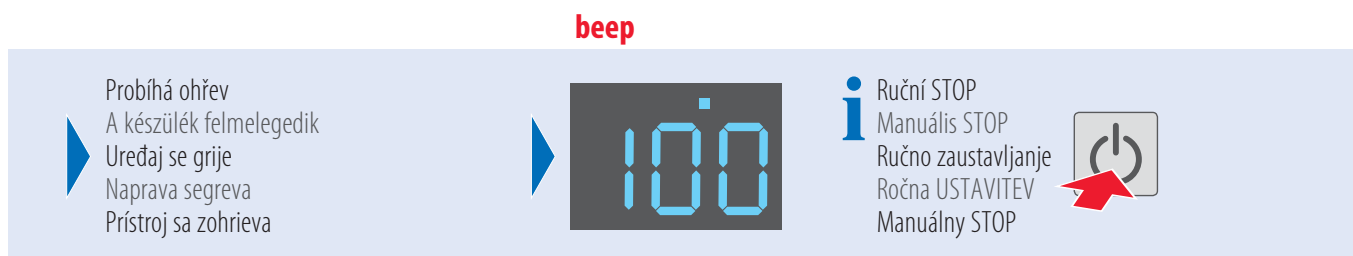 beep
Probíhá ohřev
A készülék felmelegedik
Uređaj se grije
Naprava segreva
Prístroj sa zohrieva
100
i
Ruční STOP
Manuális STOP
Ručno zaustavljanje
Ročna USTAVITEV
Manuálny STOP